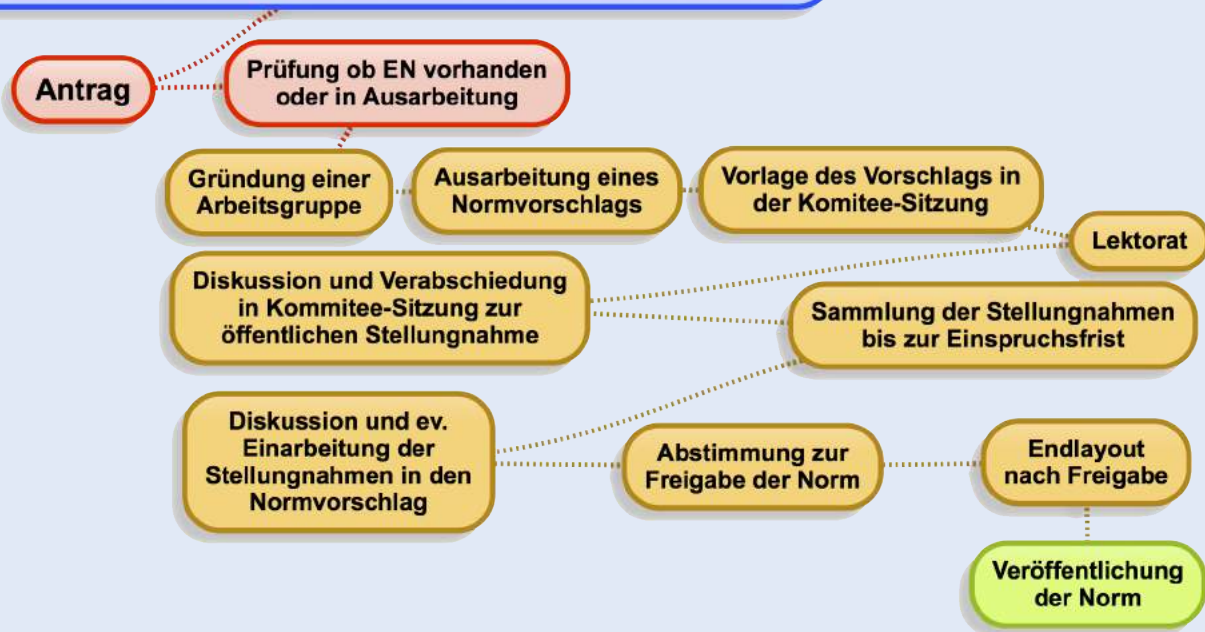 Antrag
Prüfung ob EN vorhanden
oder in Ausarbeitung
Gründung einer
Arbeitsgruppe
Ausarbeitung eines
Normvorschlags
Vorlage des Vorschlags in
der Komitee-Sitzung
Lektorat
Diskussion und Verabschiedung
in Kommitee-Sitzung zur
öffentlichen Stellungnahme
Sammlung der Stellungnahmen
bis zur Einspruchsfrist
Diskussion und ev.
Einarbeitung der
Stellungnahmen in den
Normvorschlag
Abstimmung zur
Freigabe der Norm
Endlayout
nach Freigabe
Veröffentlichung
der Norm